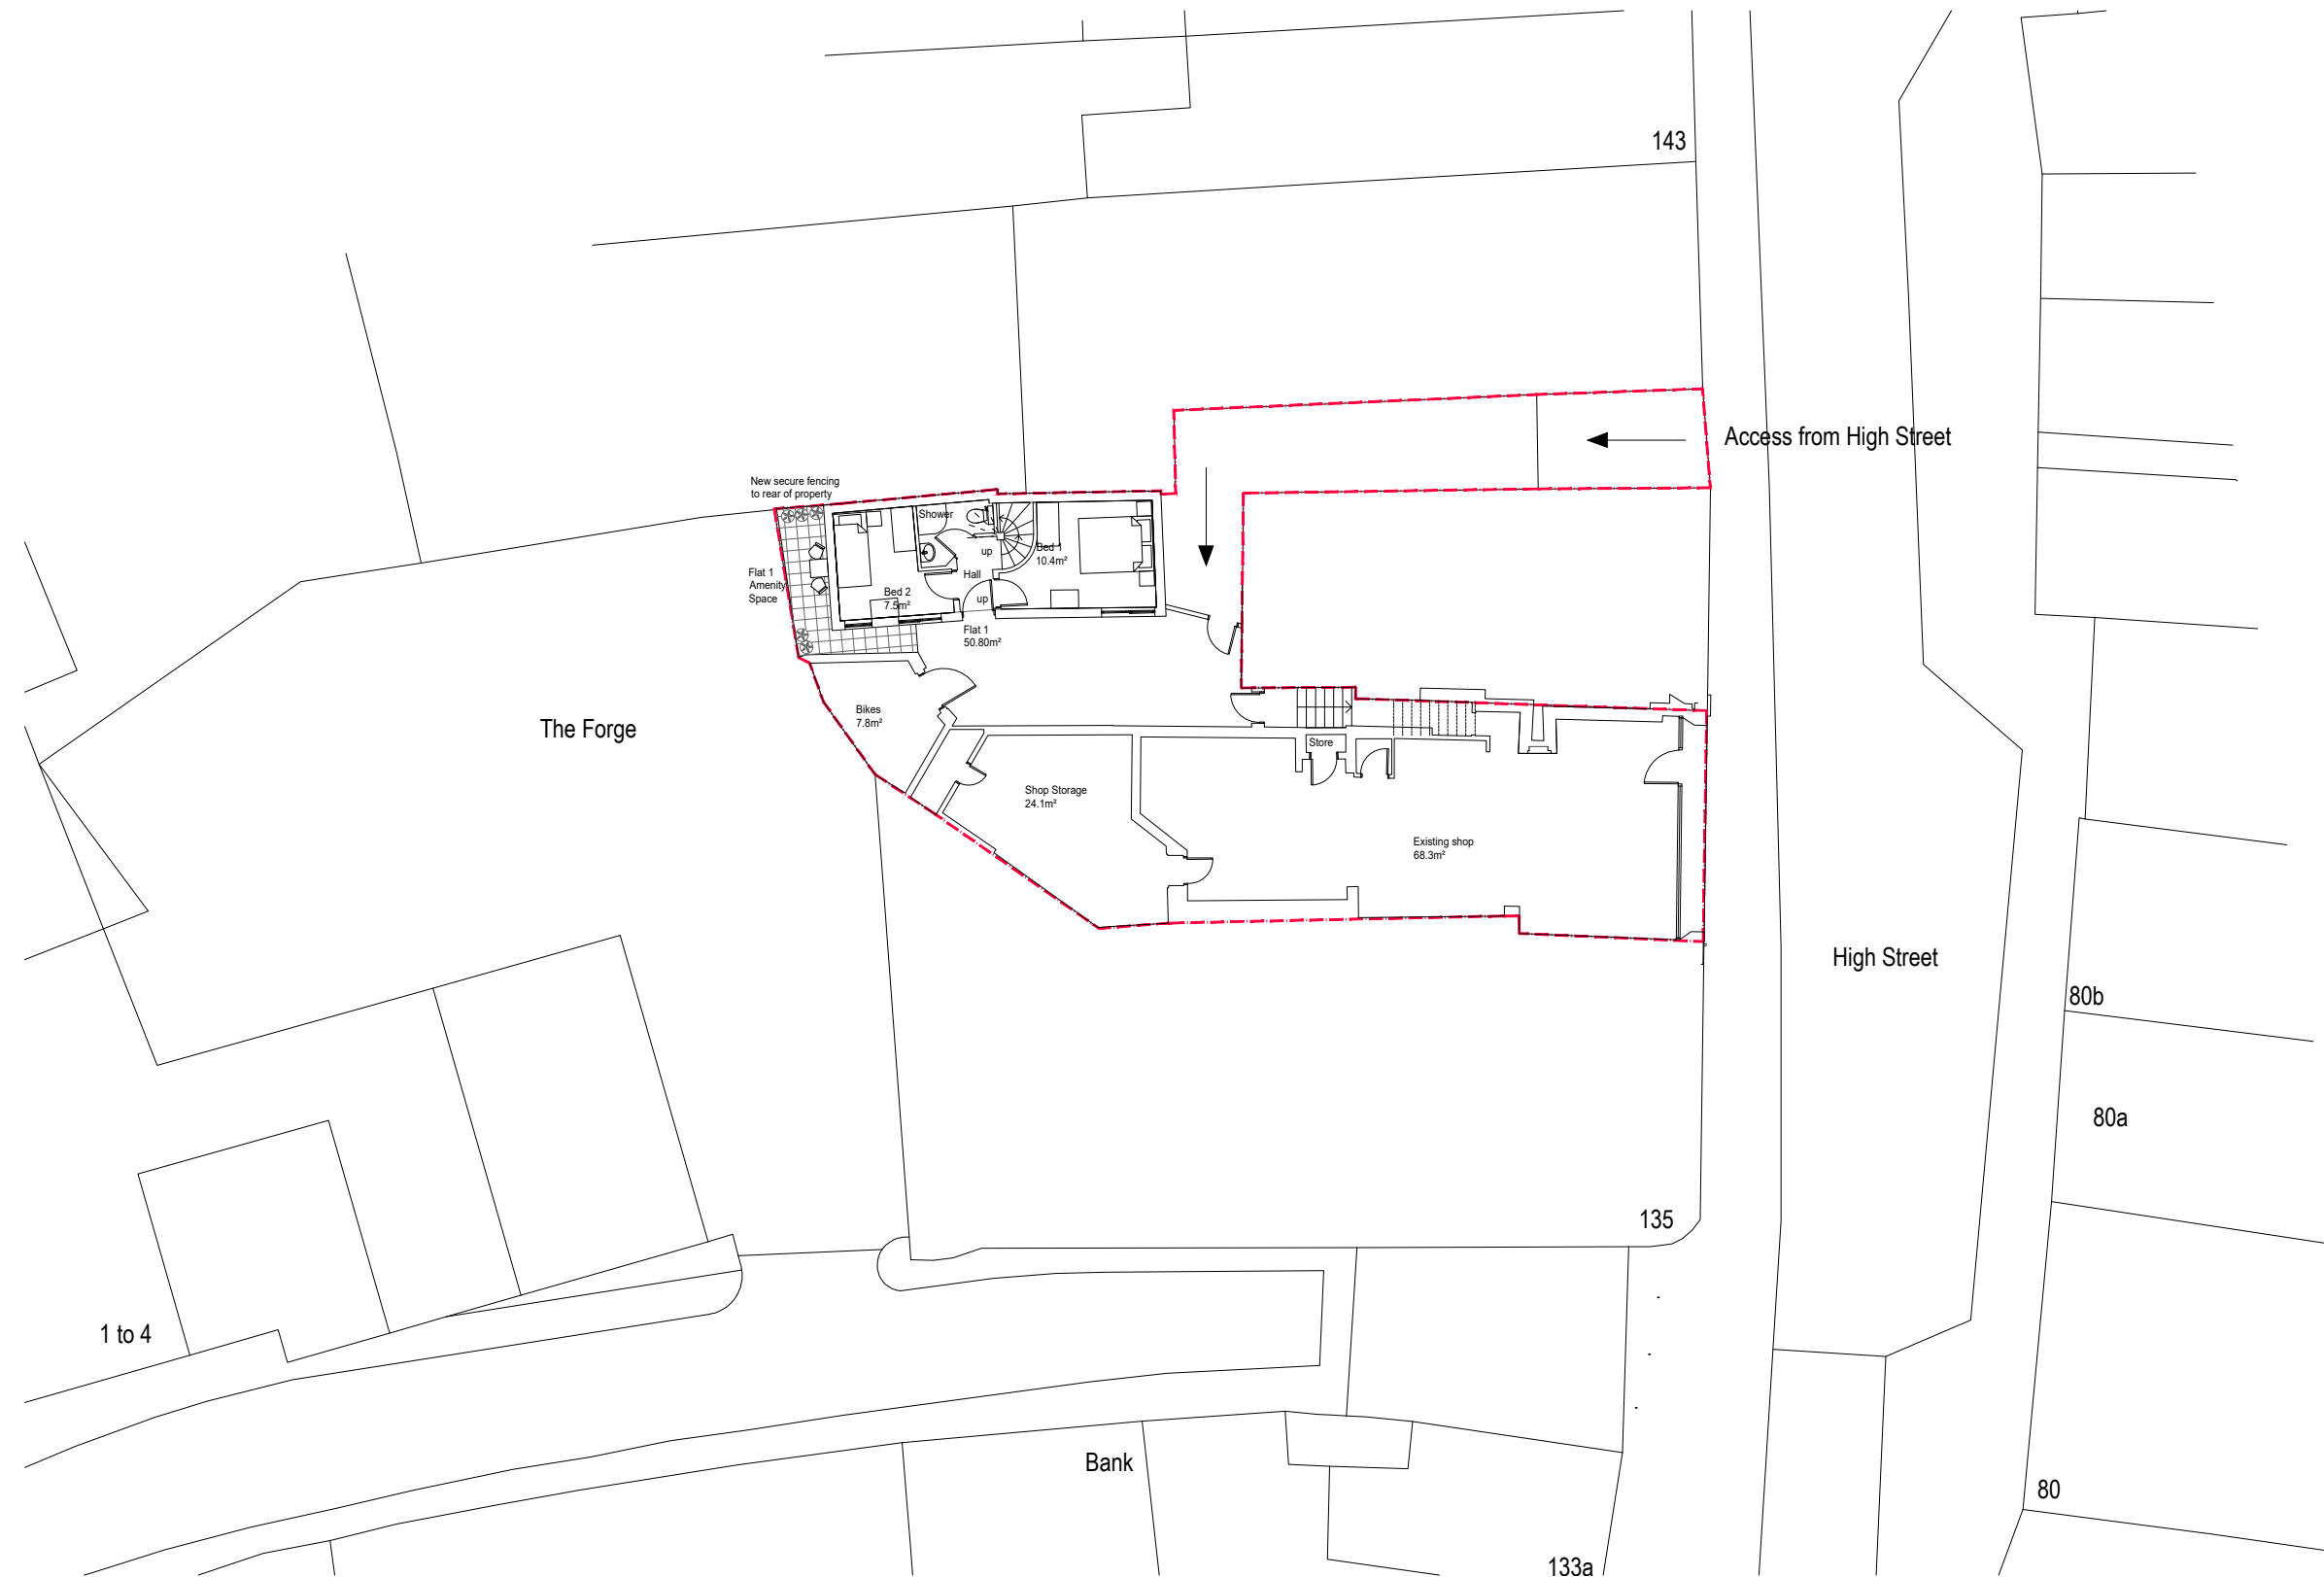 143
Access from High Street
New secure fencing
to rear of property
Shower
up
Bed 1
10.4m²
Hall
Flat 1
Amenity
Space
Bed 2
7.5m²
up
Flat 1
50.80m²
Bikes
7.8m²
The Forge
Store
Shop Storage
24.1m²
Existing shop
68.3m²
High Street
80b
80a
135
1 to 4
Bank
80
133a